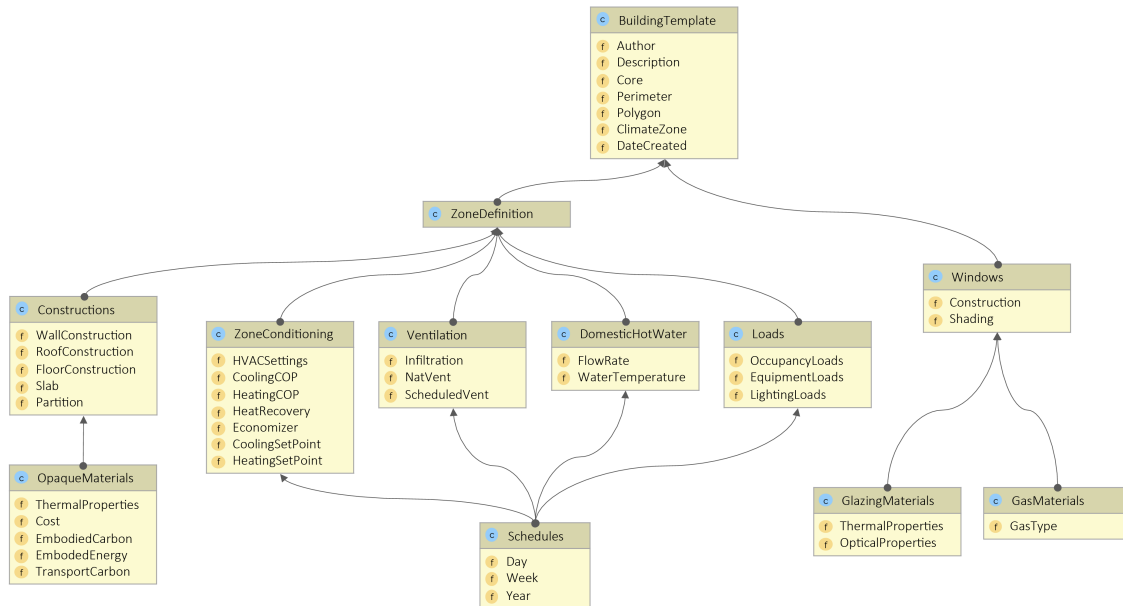 c BuildingTemplate
f Author
f Description
f Core
f Perimeter
f Polygon
f ClimateZone
f DateCreated
c ZoneDefinition
c Windows
f Construction
f Shading
c Constructions
f WallConstruction
f RoofConstruction
f FloorConstruction
f Slab
f Partition
c ZoneConditioning
f HVACSettings
f CoolingCOP
f HeatingCOP
f HeatRecovery
f Economizer
f CoolingSetPoint
f HeatingSetPoint
c Ventilation
f Infiltration
f NatVent
f ScheduledVent
c DomesticHotWater
f FlowRate
f WaterTemperature
c Loads
f OccupancyLoads
f EquipmentLoads
f LightingLoads
c OpaqueMaterials
f ThermalProperties
f Cost
f EmbodiedCarbon
f EmbodedEnergy
f TransportCarbon
c Schedules
f Day
f Week
f Year
c GlazingMaterials
f ThermalProperties
f OpticalProperties
c GasMaterials
f GasType